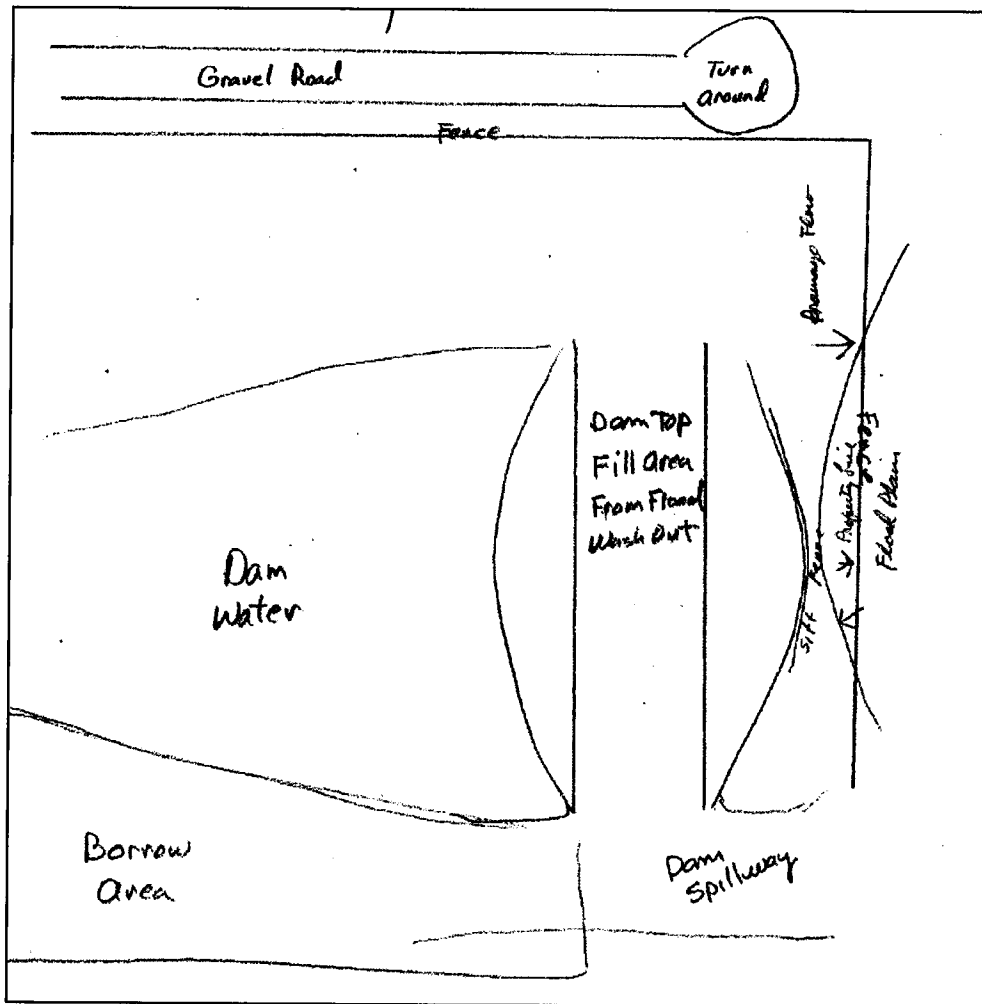 Gravel Road
Turn
Around
Fence
Drainage Flow
Dam Top
Fill Area
From Flood
Wash Out
Fence
Property Line
Flood Plain
Silt Fence
Dam
Water
Borrow
Area
Dam
Spillway